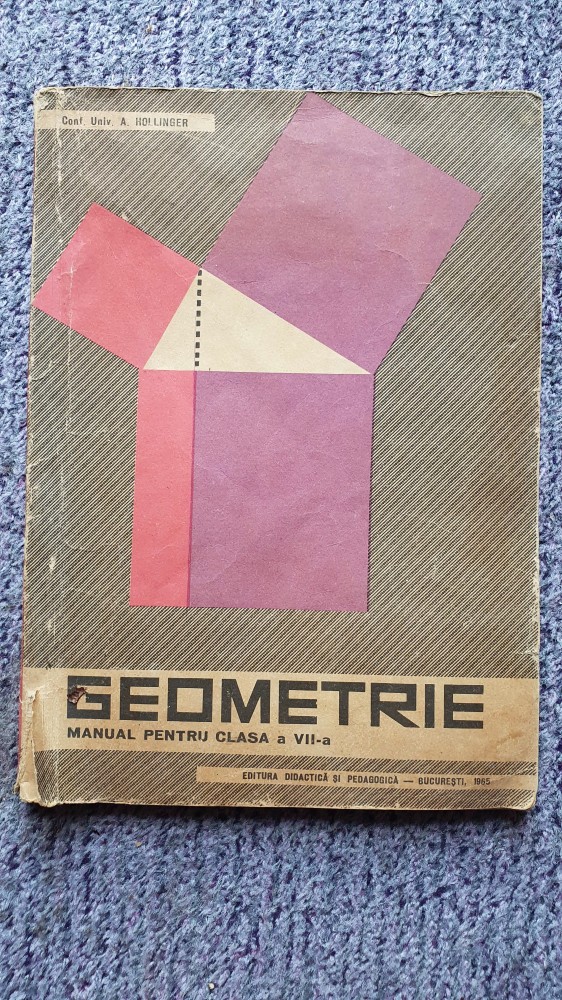 Conf. Univ. A. HOLLINGER
GEOMETRIE
MANUAL PENTRU CLASA a VII-a
EDITURA DIDACTICĂ ŞI PEDAGOGICĂ — BUCUREŞTI, 1965